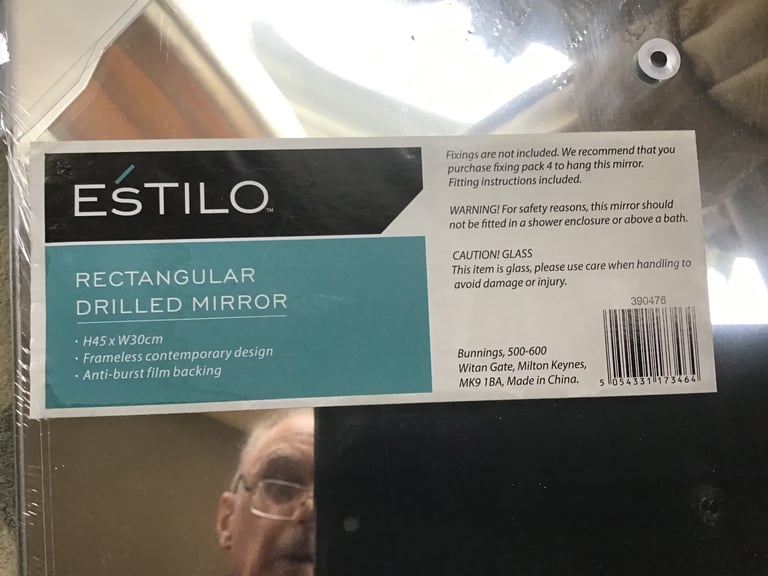 ESTILO™
RECTANGULAR
DRILLED MIRROR
· H45 x W30cm
· Frameless contemporary design
· Anti-burst film backing
Fixings are not included. We recommend that you
purchase fixing pack 4 to hang this mirror.
Fitting instructions included.
WARNING! For safety reasons, this mirror should
not be fitted in a shower enclosure or above a bath.
CAUTION! GLASS
This item is glass, please use care when handling to
avoid damage or injury.
Bunnings, 500-600
Witan Gate, Milton Keynes,
MK9 1BA, Made in China.
390476
5 054331 173464